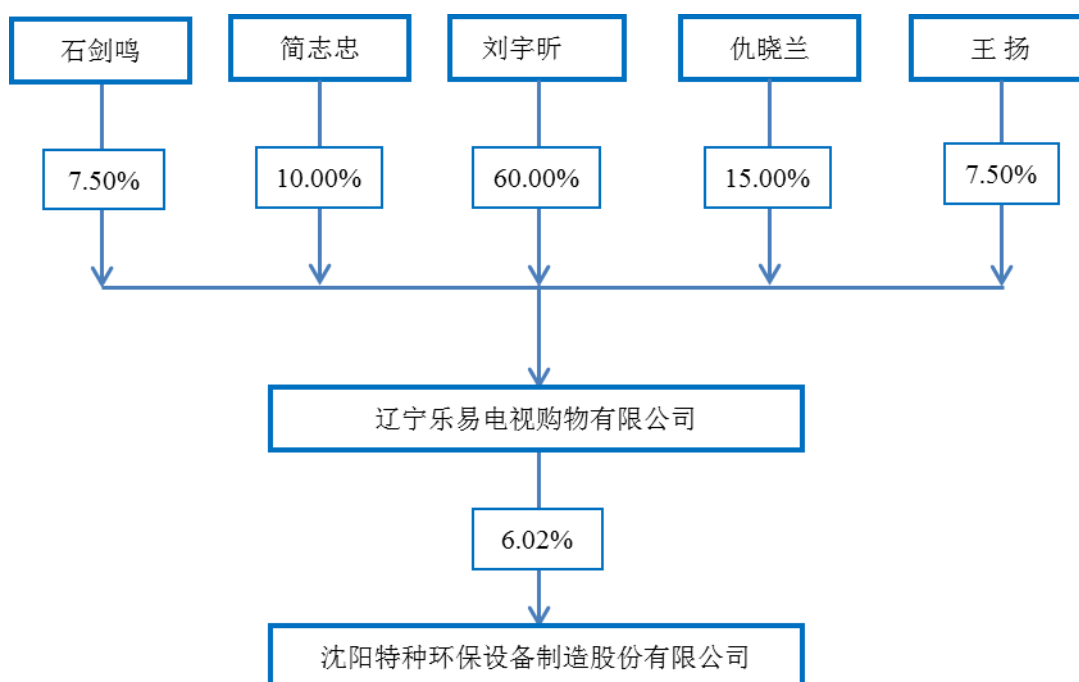 石剑鸣
简志忠
刘宇昕
仇晓兰
王 扬
7.50%
10.00%
60.00%
15.00%
7.50%
辽宁乐易电视购物有限公司
6.02%
沈阳特种环保设备制造股份有限公司